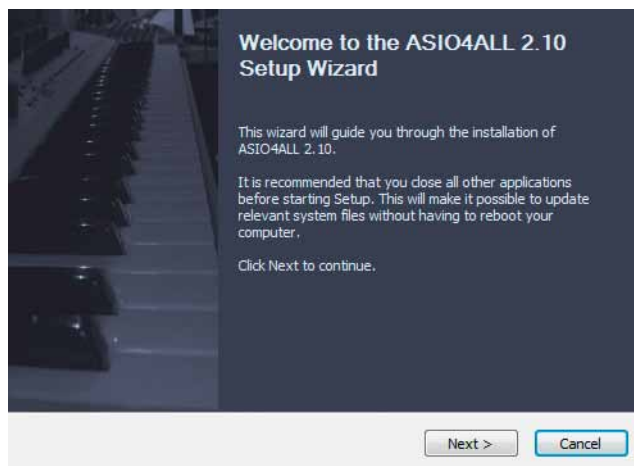 Welcome to the ASIO4ALL 2.10
Setup Wizard
This wizard will guide you through the installation of
ASIO4ALL 2.10.
It is recommended that you close all other applications
before starting Setup. This will make it possible to update
relevant system files without having to reboot your
computer.
Click Next to continue.
Next >
Cancel